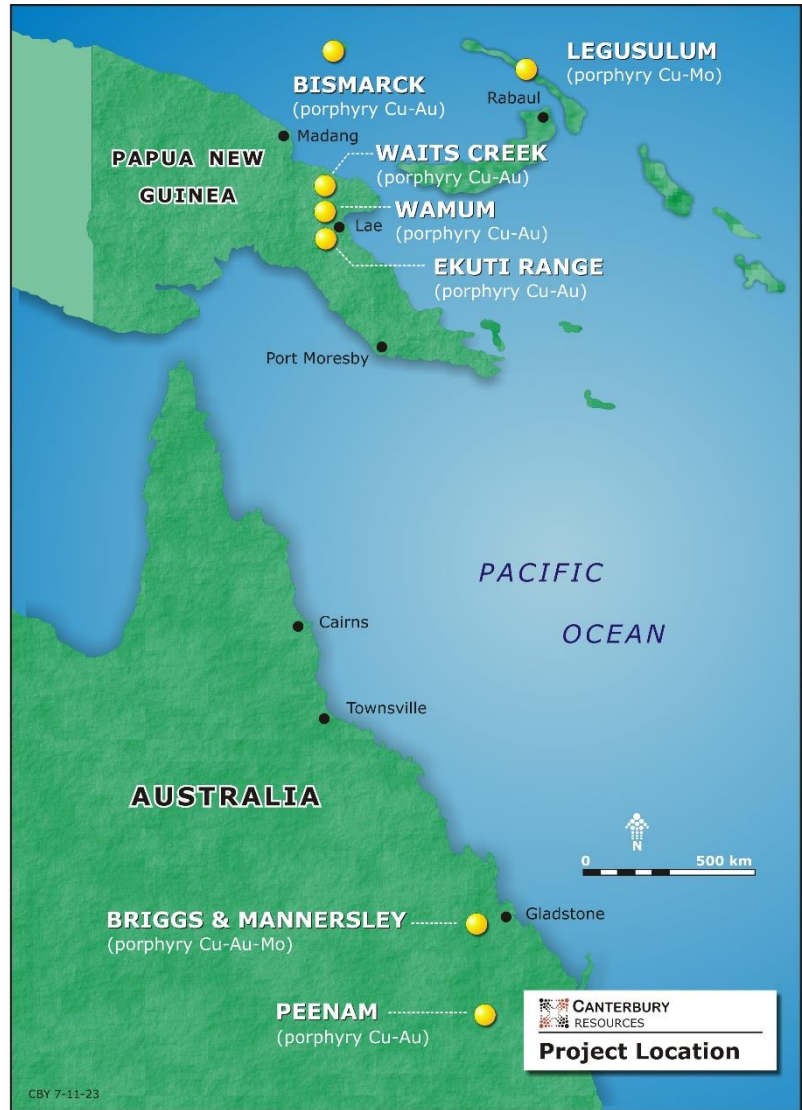 LEGUSULUM
(porphyry Cu-Mo)
BISMARCK
(porphyry Cu-Au)
Rabaul
Madang
PAPUA NEW
GUINEA
WAITS CREEK
(porphyry Cu-Au)
WAMUM
(porphyry Cu-Au)
Lae
EKUTI RANGE
(porphyry Cu-Au)
Port Moresby
PACIFIC
OCEAN
Cairns
Townsville
AUSTRALIA
N
0 500 km
BRIGGS & MANNERSLEY
(porphyry Cu-Au-Mo)
Gladstone
PEENAM
(porphyry Cu-Au)
CANTERBURY
RESOURCES
Project Location
CBY 7-11-23